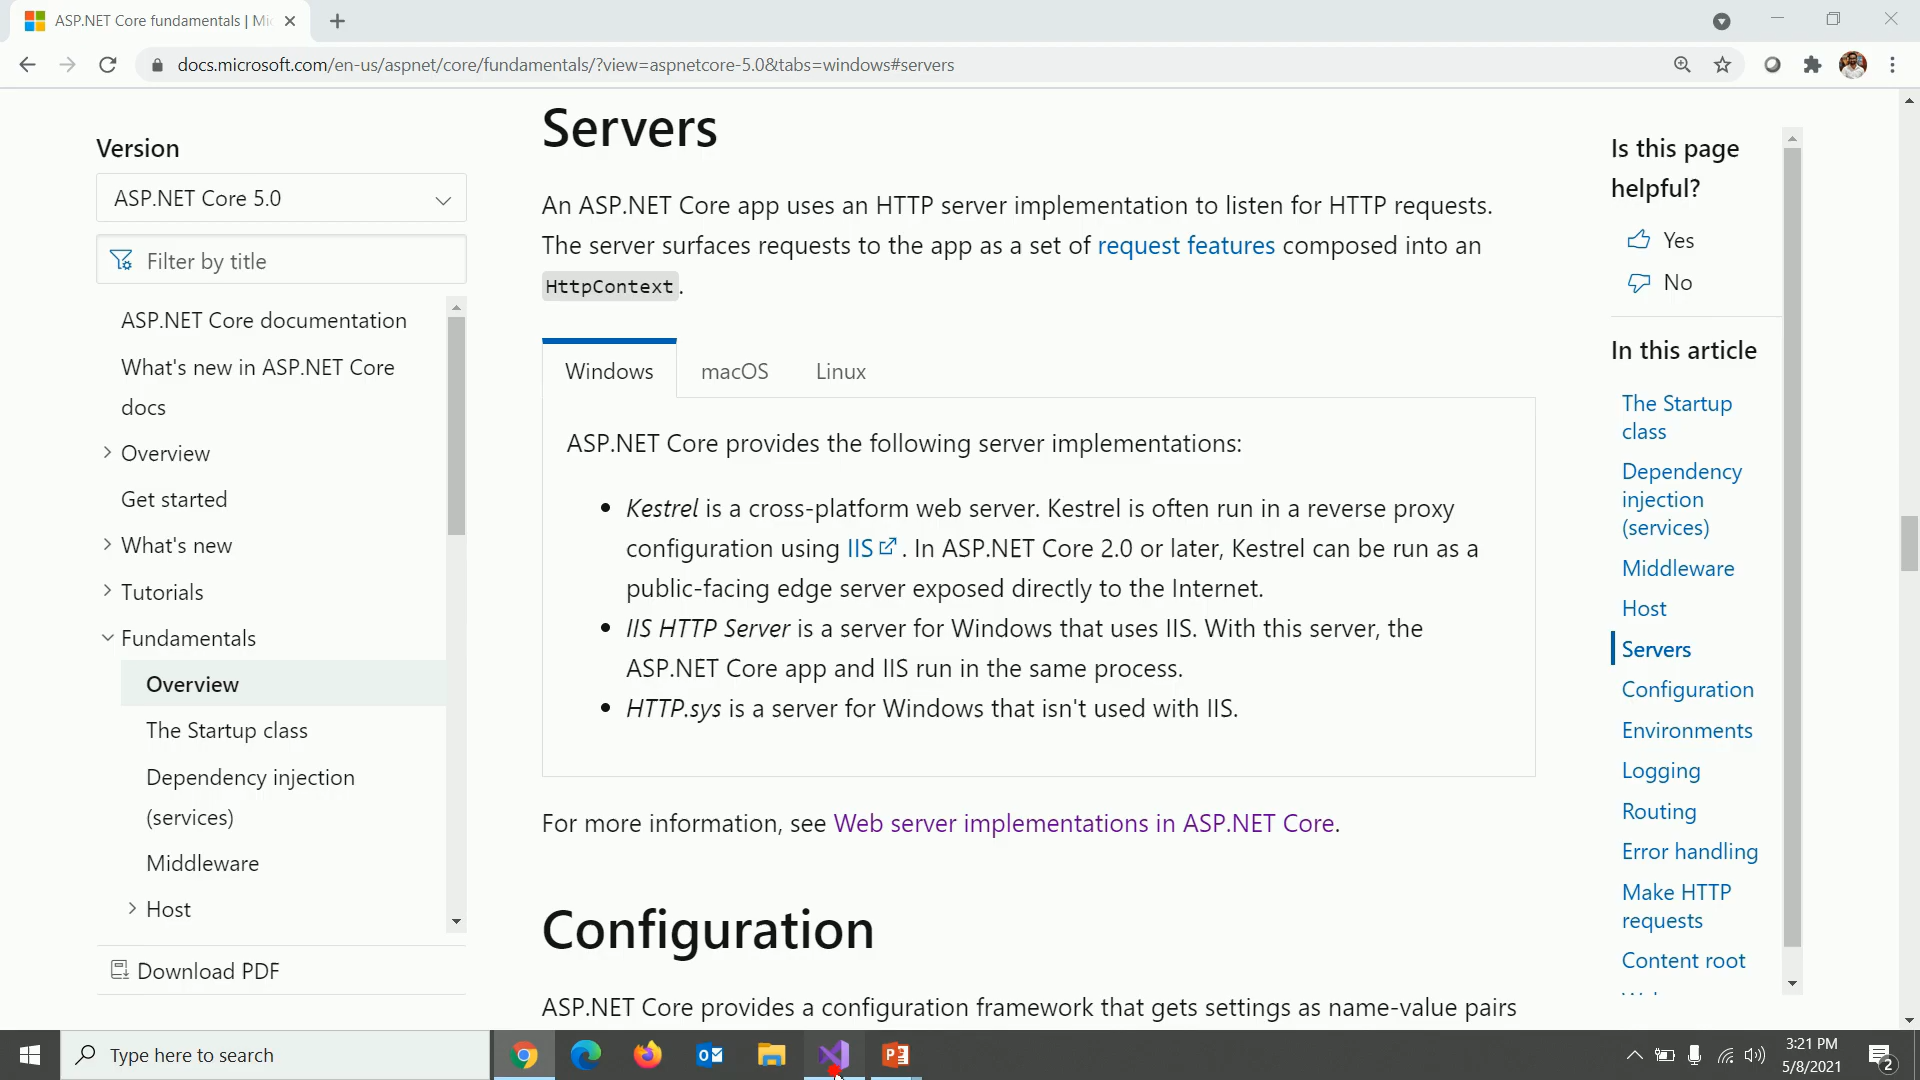 ASP.NET Core fundamentals | Mi
docs.microsoft.com/en-us/aspnet/core/fundamentals/?view=aspnetcore-5.0&tabs=windows#servers
Version
ASP.NET Core 5.0
Filter by title
ASP.NET Core documentation
What's new in ASP.NET Core
docs
Overview
Get started
What's new
Tutorials
Fundamentals
Overview
The Startup class
Dependency injection
(services)
Middleware
Host
Download PDF
Servers
An ASP.NET Core app uses an HTTP server implementation to listen for HTTP requests.
The server surfaces requests to the app as a set of request features composed into an
HttpContext.
Windows macOS Linux
ASP.NET Core provides the following server implementations:
• Kestrel is a cross-platform web server. Kestrel is often run in a reverse proxy
configuration using IIS. In ASP.NET Core 2.0 or later, Kestrel can be run as a
public-facing edge server exposed directly to the Internet.
• IIS HTTP Server is a server for Windows that uses IIS. With this server, the
ASP.NET Core app and IIS run in the same process.
• HTTP.sys is a server for Windows that isn't used with IIS.
For more information, see Web server implementations in ASP.NET Core.
Configuration
ASP.NET Core provides a configuration framework that gets settings as name-value pairs
Is this page
helpful?
Yes
No
In this article
The Startup
class
Dependency
injection
(services)
Middleware
Host
Servers
Configuration
Environments
Logging
Routing
Error handling
Make HTTP
requests
Content root
Type here to search
3:21 PM
5/8/2021
2